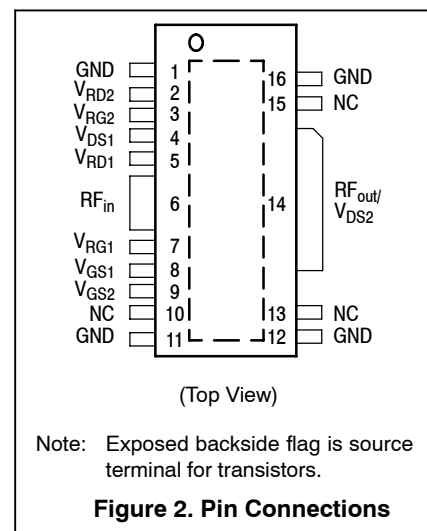 GND 1 16 GND
V_RD2 2 15 NC
V_RG2 3
V_DS1 4
V_RD1 5
RF_in 6 14 RF_out/
V_DS2
V_RG1 7
V_GS1 8
V_GS2 9
NC 10 13 NC
GND 11 12 GND
(Top View)
Note: Exposed backside flag is source
terminal for transistors.
Figure 2. Pin Connections